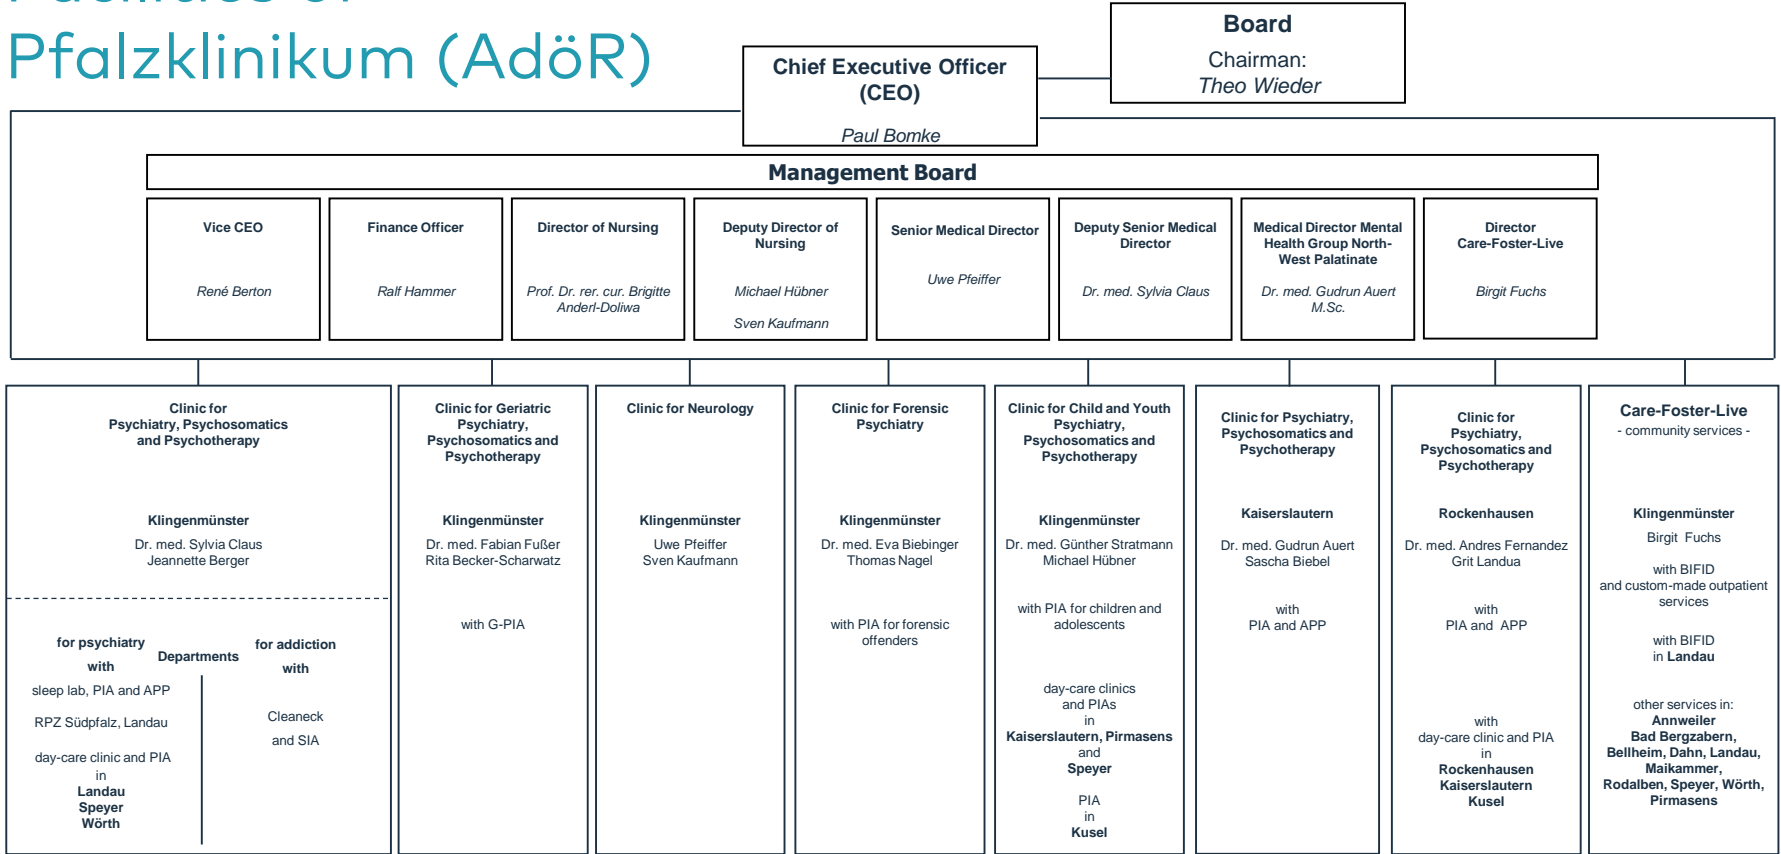 Facilities of
Pfalzklinikum (AdöR)
Board
Chairman:
Theo Wieder
Chief Executive Officer
(CEO)
Paul Bomke
Management Board
Vice CEO
René Berton
Finance Officer
Ralf Hammer
Director of Nursing
Prof. Dr. rer. cur. Brigitte
Anderl-Doliwa
Deputy Director of
Nursing
Michael Hübner
Sven Kaufmann
Senior Medical Director
Uwe Pfeiffer
Deputy Senior Medical
Director
Dr. med. Sylvia Claus
Medical Director Mental
Health Group North-
West Palatinate
Dr. med. Gudrun Auert
M.Sc.
Director
Care-Foster-Live
Birgit Fuchs
Clinic for
Psychiatry, Psychosomatics
and Psychotherapy
Klingenmünster
Dr. med. Sylvia Claus
Jeannette Berger
Departments
for psychiatry
with
sleep lab, PIA and APP
RPZ Südpfalz, Landau
day-care clinic and PIA
in
Landau
Speyer
Wörth
for addiction
with
Cleaneck
and SIA
Clinic for Geriatric
Psychiatry,
Psychosomatics and
Psychotherapy
Klingenmünster
Dr. med. Fabian Fußer
Rita Becker-Scharwatz
with G-PIA
Clinic for Neurology
Klingenmünster
Uwe Pfeiffer
Sven Kaufmann
Clinic for Forensic
Psychiatry
Klingenmünster
Dr. med. Eva Biebinger
Thomas Nagel
with PIA for forensic
offenders
Clinic for Child and Youth
Psychiatry,
Psychosomatics and
Psychotherapy
Klingenmünster
Dr. med. Günther Stratmann
Michael Hübner
with PIA for children and
adolescents
day-care clinics
and PIAs
in
Kaiserslautern, Pirmasens
and
Speyer
PIA
in
Kusel
Clinic for Psychiatry,
Psychosomatics and
Psychotherapy
Kaiserslautern
Dr. med. Gudrun Auert
Sascha Biebel
with
PIA and APP
Clinic for
Psychiatry,
Psychosomatics and
Psychotherapy
Rockenhausen
Dr. med. Andres Fernandez
Grit Landua
with
PIA and APP
with
day-care clinic and PIA
in
Rockenhausen
Kaiserslautern
Kusel
Care-Foster-Live
- community services -
Klingenmünster
Birgit Fuchs
with BIFID
and custom-made outpatient
services
with BIFID
in Landau
other services in:
Annweiler
Bad Bergzabern,
Bellheim, Dahn, Landau,
Maikammer,
Rodalben, Speyer, Wörth,
Pirmasens